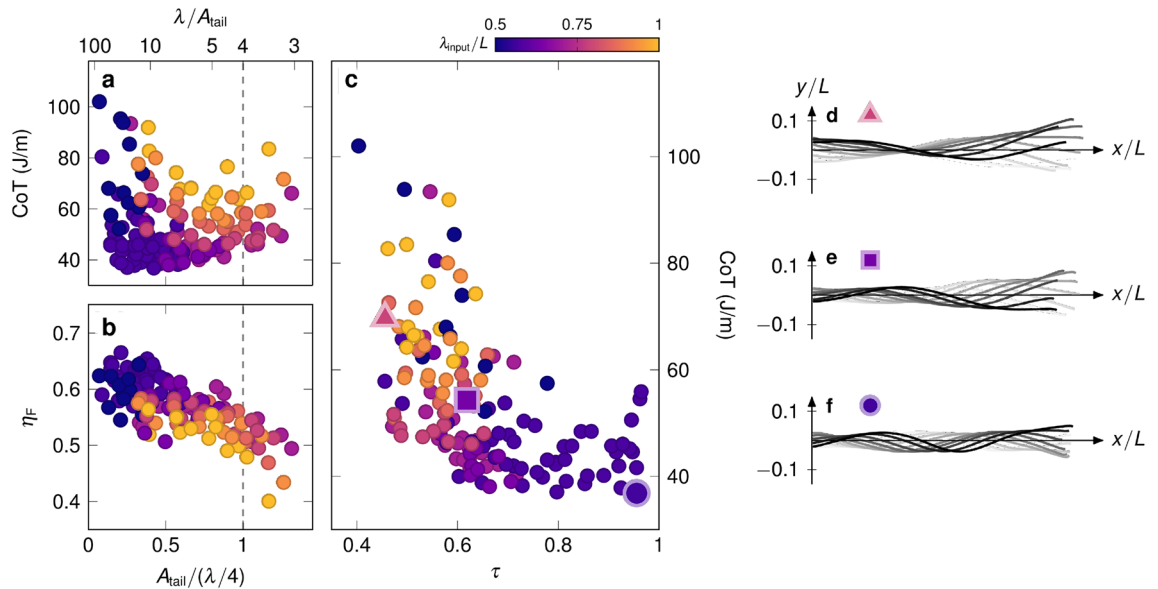 λ/A_tail
100 10 5 4 3
a
CoT (J/m)
100
80
60
40
b
η_F
0.7
0.6
0.5
0.4
0 0.5 1
A_tail/(λ/4)
λ_input/L
0.5 0.75 1
c
100
80
60
40
CoT (J/m)
0.4 0.6 0.8 1
τ
y/L
0.1 d
x/L
−0.1
0.1 e
x/L
−0.1
0.1 f
x/L
−0.1